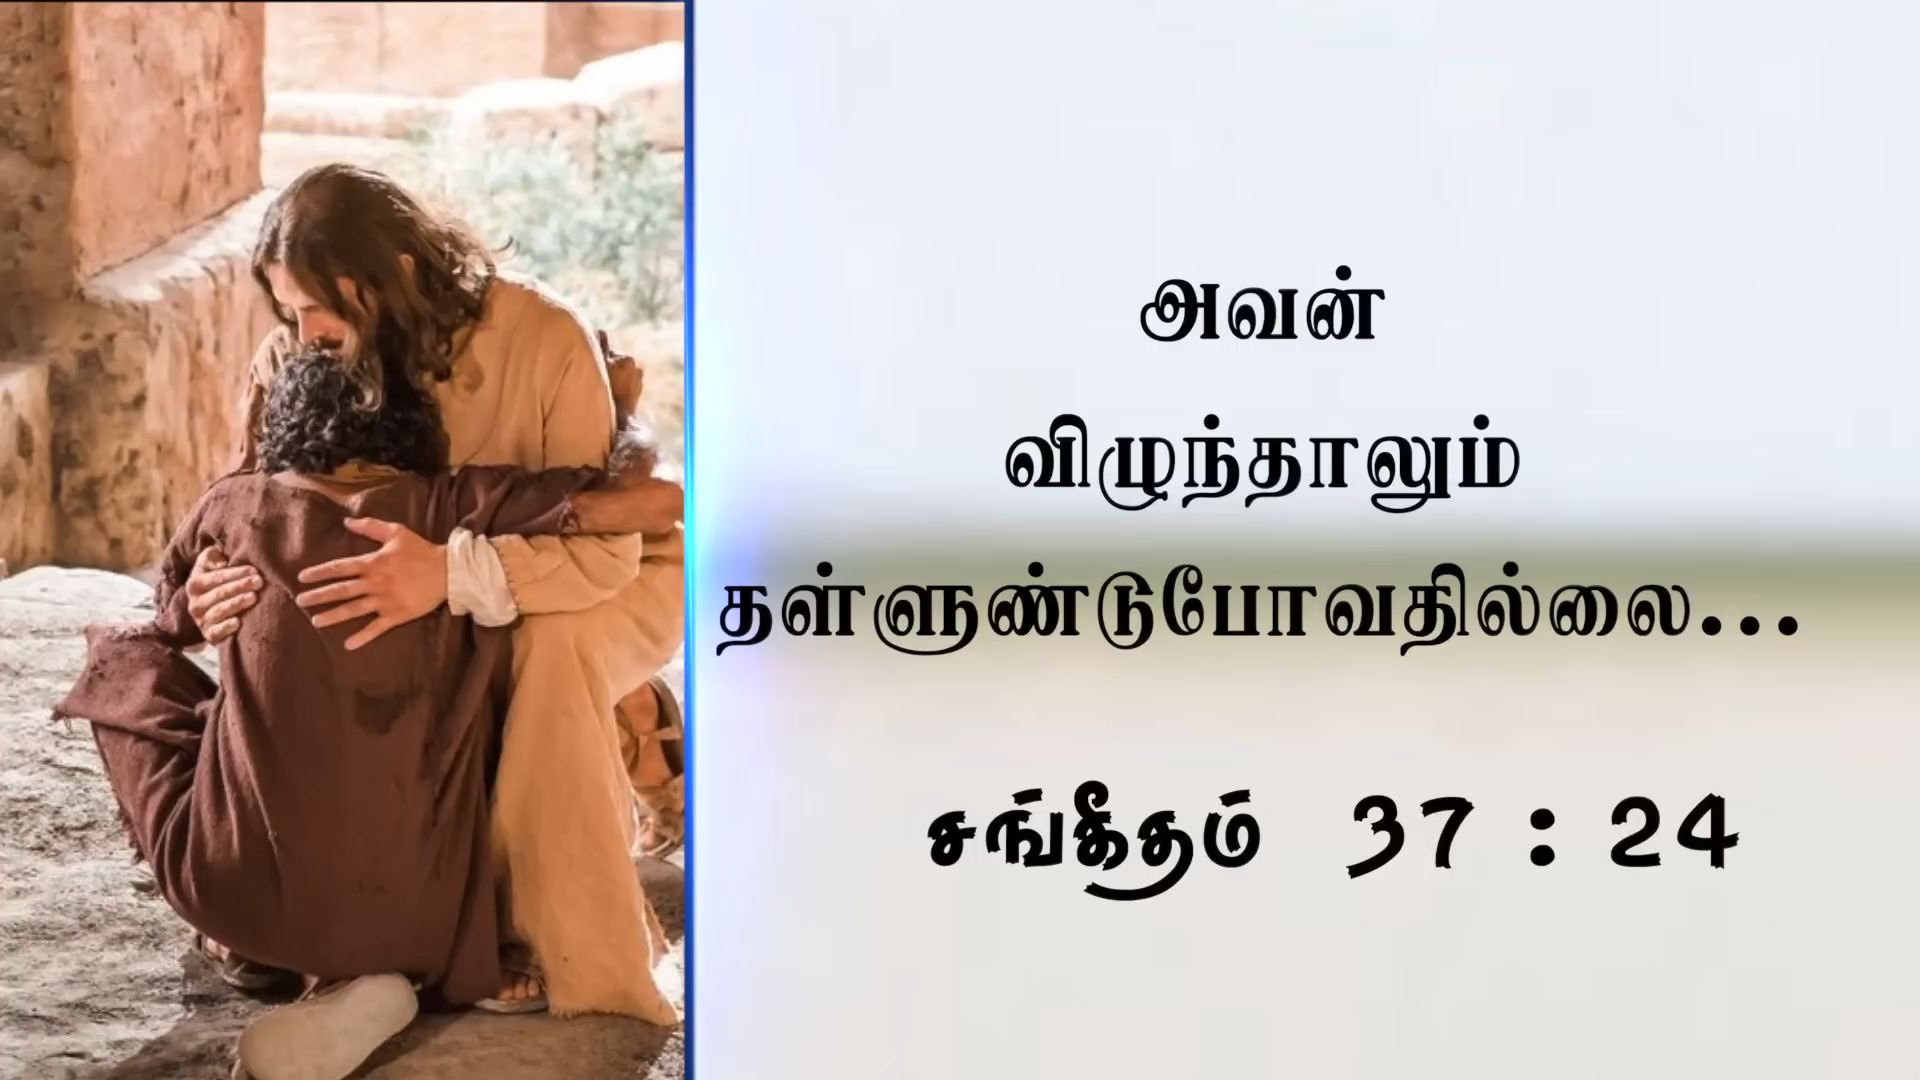 அவன்
விழுந்தாலும்
தள்ளுண்டுபோவதில்லை...
சங்கீதம் 37 : 24